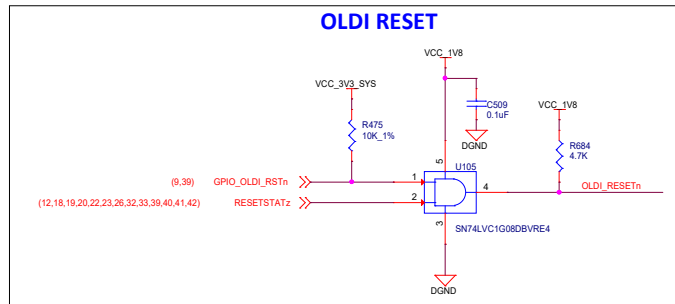 OLDI RESET
VCC_1V8
VCC_3V3_SYS
C509
0.1uF
VCC_1V8
R475
10K_1%
DGND
R684
4.7K
5
U105
(9,39) GPIO_OLDI_RSTn
1
4
OLDI_RESETn
(12,18,19,20,22,23,26,32,33,39,40,41,42) RESETSTATz
2
3
SN74LVC1G08DBVRE4
DGND